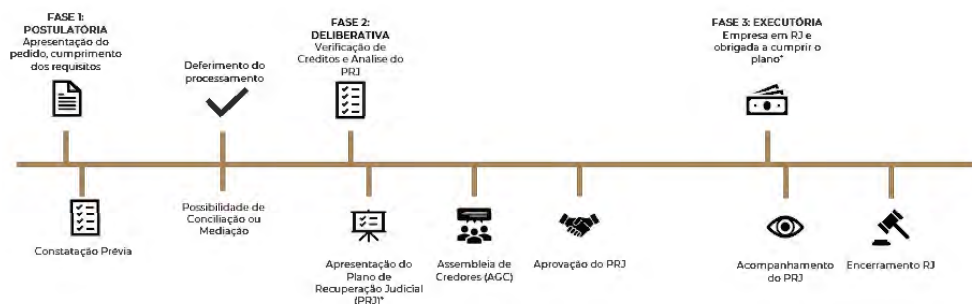 FASE 1:
POSTULATÓRIA
Apresentação do
pedido, cumprimento
dos requisitos
Deferimento do
processamento
FASE 2:
DELIBERATIVA
Verificação de
Créditos e Análise do
PRJ
FASE 3: EXECUTÓRIA
Empresa em RJ e
obrigada a cumprir o
plano*
Constatação Prévia
Possibilidade de
Conciliação ou
Mediação
Apresentação do
Plano de
Recuperação Judicial
(PRJ)*
Assembleia de
Credores (AGC)
Aprovação do PRJ
Acompanhamento
do PRJ
Encerramento RJ